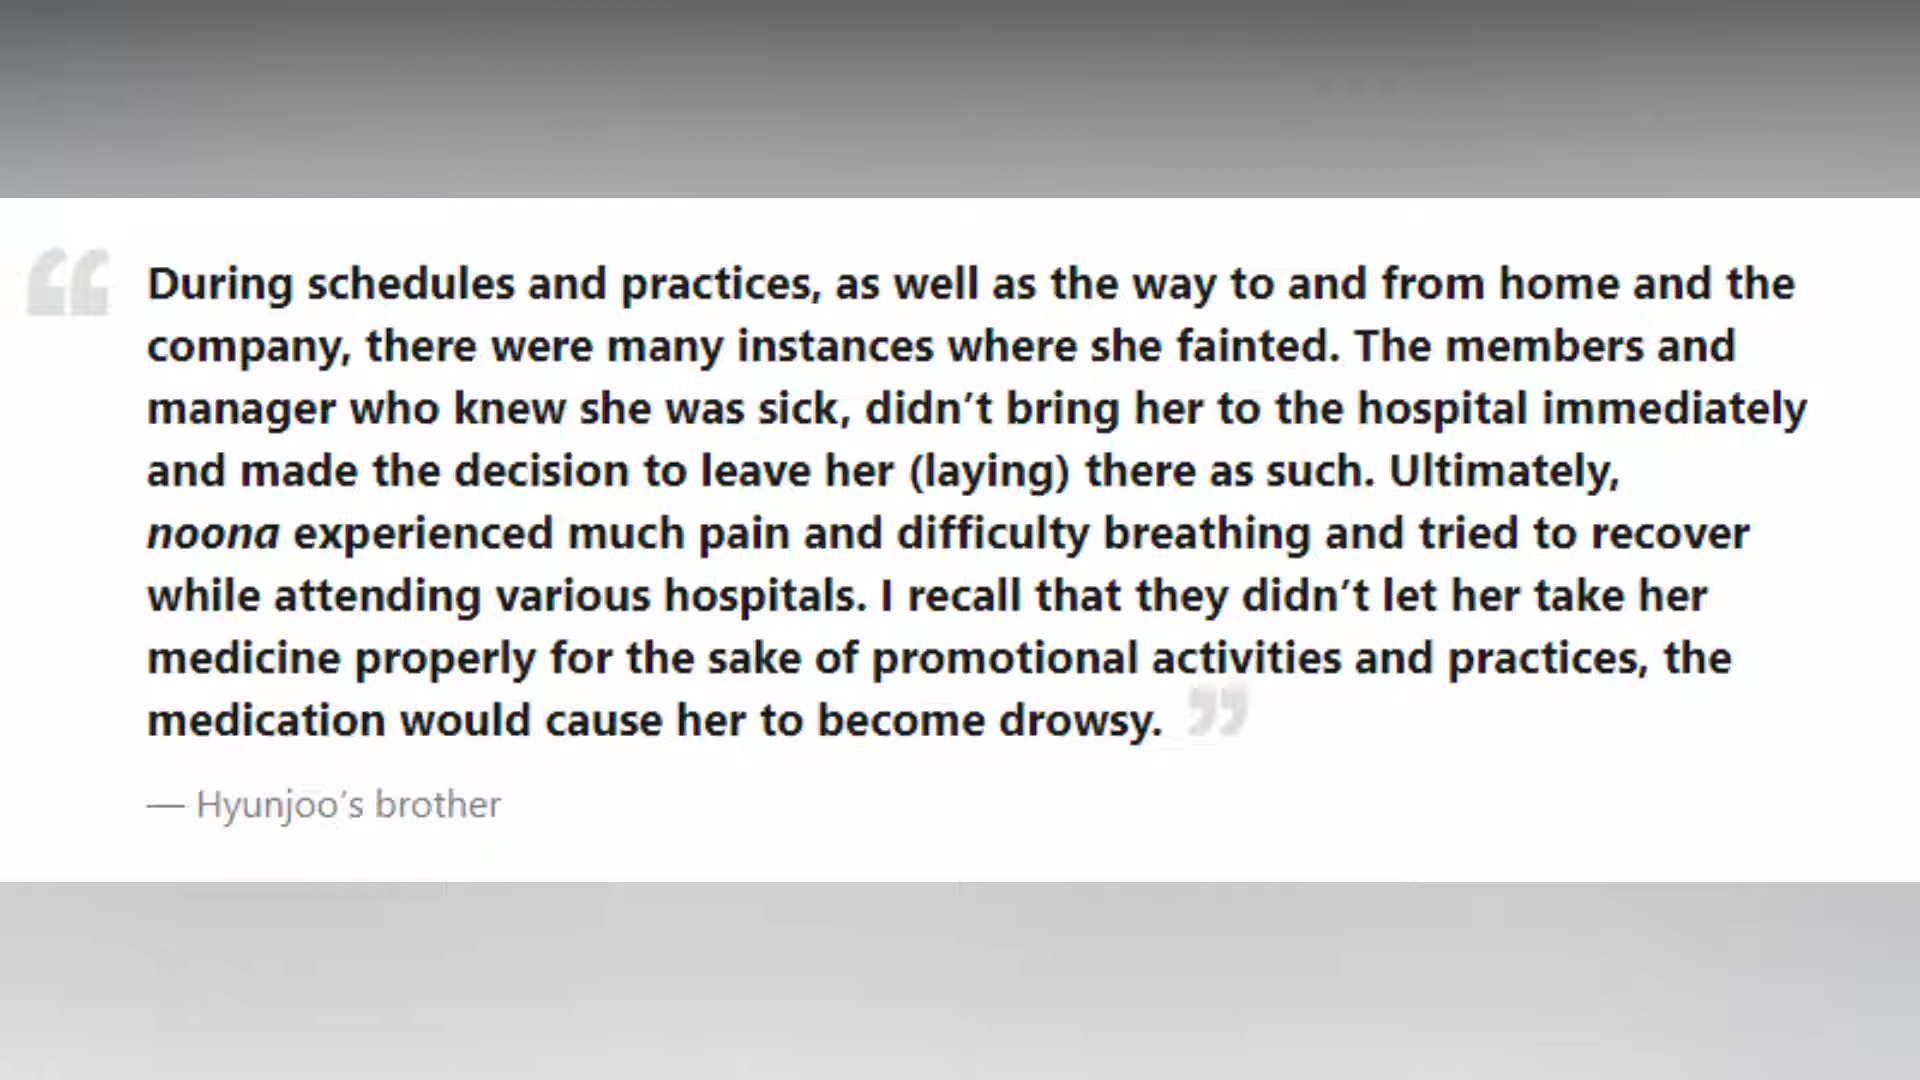 “ During schedules and practices, as well as the way to and from home and the
company, there were many instances where she fainted. The members and
manager who knew she was sick, didn’t bring her to the hospital immediately
and made the decision to leave her (laying) there as such. Ultimately,
noona experienced much pain and difficulty breathing and tried to recover
while attending various hospitals. I recall that they didn’t let her take her
medicine properly for the sake of promotional activities and practices, the
medication would cause her to become drowsy. ”
— Hyunjoo’s brother